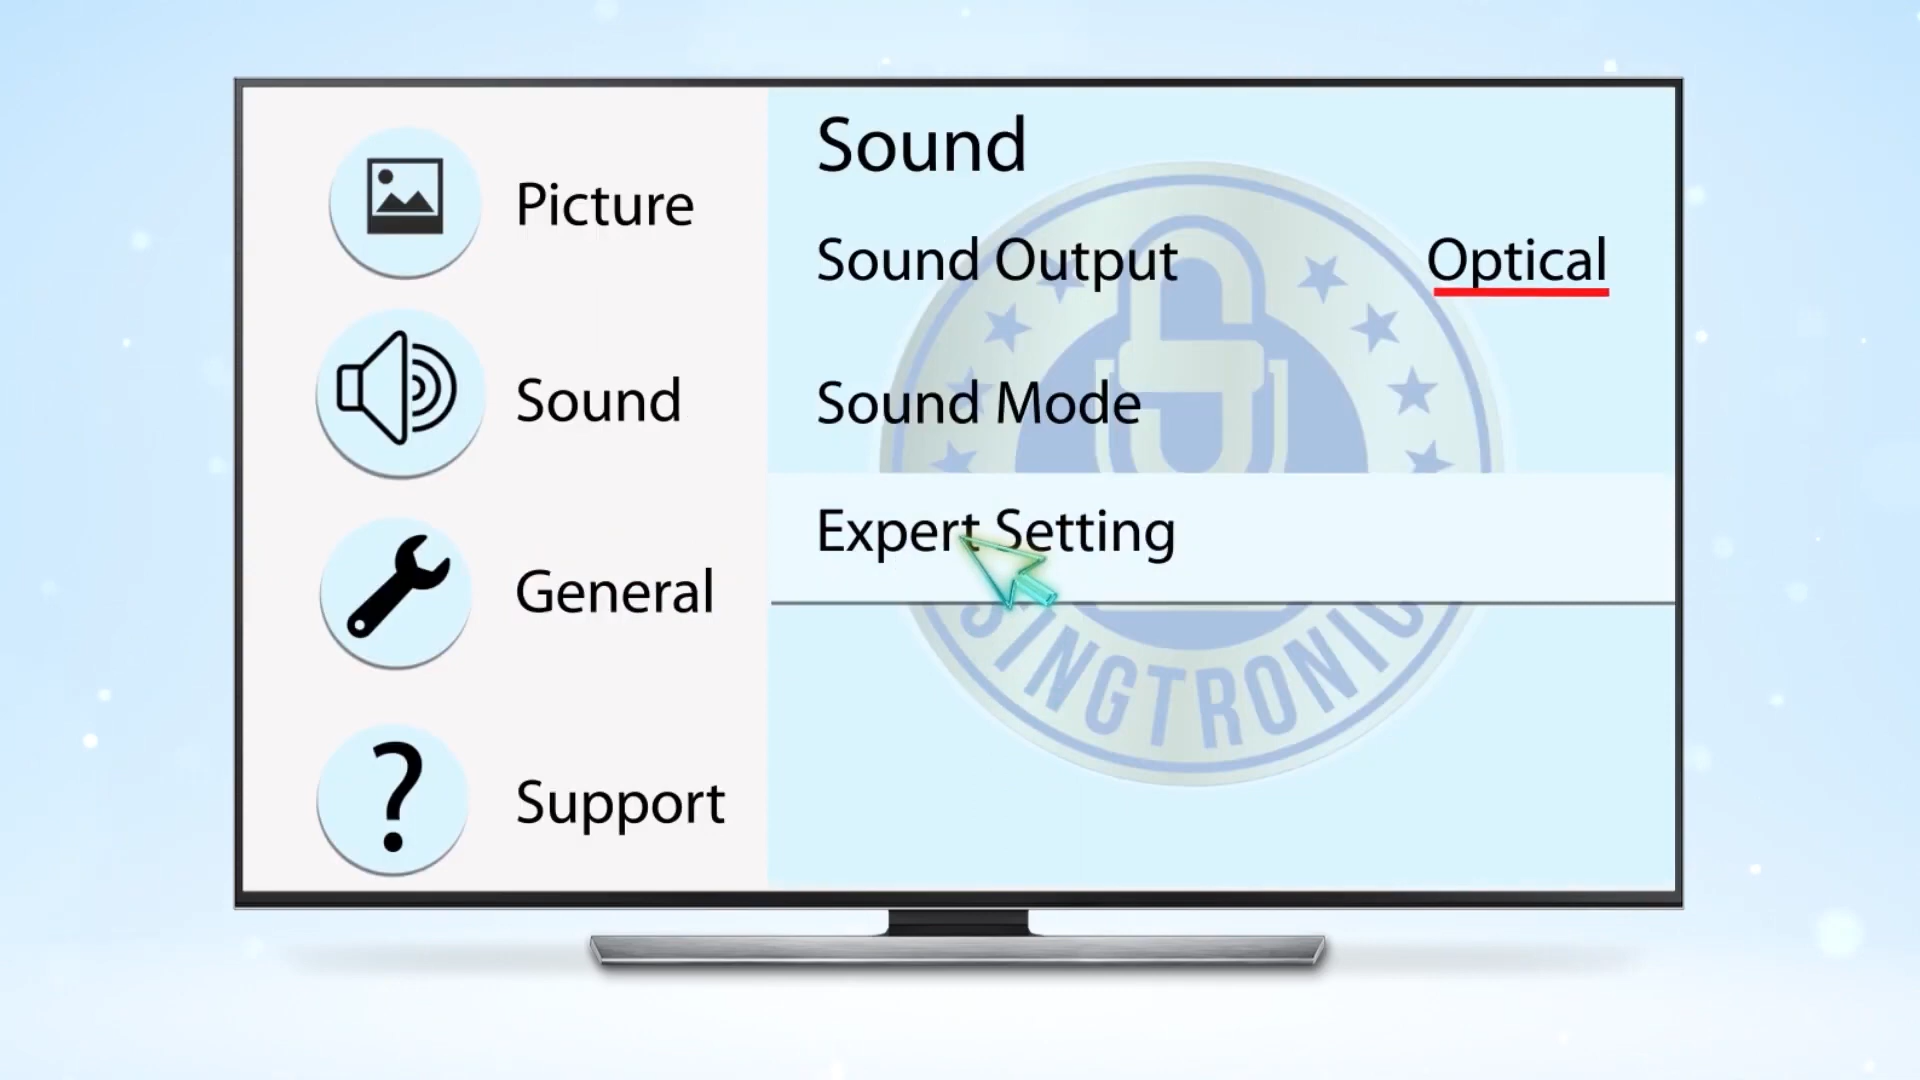 Picture
Sound
General
Support
Sound
Sound Output Optical
Sound Mode
Expert Setting
SINGTRONIC